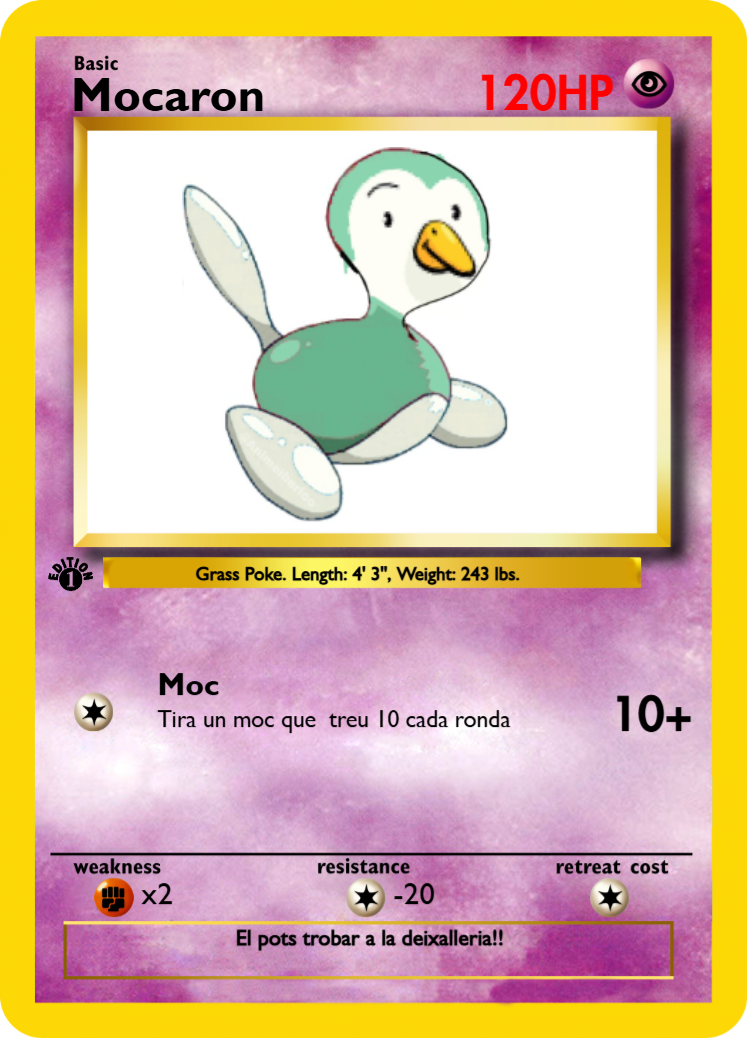 Basic
Mocaron
120HP
EDITION
1
Grass Poke. Length: 4' 3", Weight: 243 lbs.
Moc
Tira un moc que  treu 10 cada ronda
10+
weakness resistance retreat cost
x2 -20
El pots trobar a la deixalleria!!